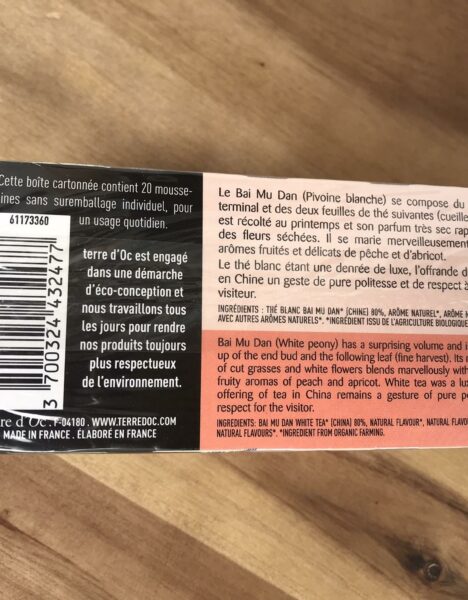 Cette boîte cartonnée contient 20 mousse-
ines sans suremballage individuel, pour
un usage quotidien.
61173360
3 700324 432477
terre d'Oc est engagé
dans une démarche
d'éco-conception et
nous travaillons tous
les jours pour rendre
nos produits toujours
plus respectueux
de l'environnement.
re d'Oc. F-04180 . WWW.TERREDOC.COM
MADE IN FRANCE . ÉLABORÉ EN FRANCE
Le Bai Mu Dan (Pivoine blanche) se compose du
terminal et des deux feuilles de thé suivantes (cueille
est récolté au printemps et son parfum très sec rap
des fleurs séchées. Il se marie merveilleusement
arômes fruités et délicats de pêche et d'abricot.
Le thé blanc étant une denrée de luxe, l'offrande d
en Chine un geste de pure politesse et de respect à
visiteur.
INGRÉDIENTS : THÉ BLANC BAI MU DAN* (CHINE) 80%, ARÔME NATUREL*, ARÔME N
AVEC AUTRES ARÔMES NATURELS*. *INGRÉDIENT ISSU DE L'AGRICULTURE BIOLOGIQUE
Bai Mu Dan (White peony) has a surprising volume and i
up of the end bud and the following leaf (fine harvest). Its
of cut grasses and white flowers blends marvellously with
fruity aromas of peach and apricot. White tea was a lu
offering of tea in China remains a gesture of pure po
respect for the visitor.
INGREDIENTS: BAI MU DAN WHITE TEA* (CHINA) 80%, NATURAL FLAVOUR*, NATURAL FLAVO
NATURAL FLAVOURS*. *INGREDIENT FROM ORGANIC FARMING.